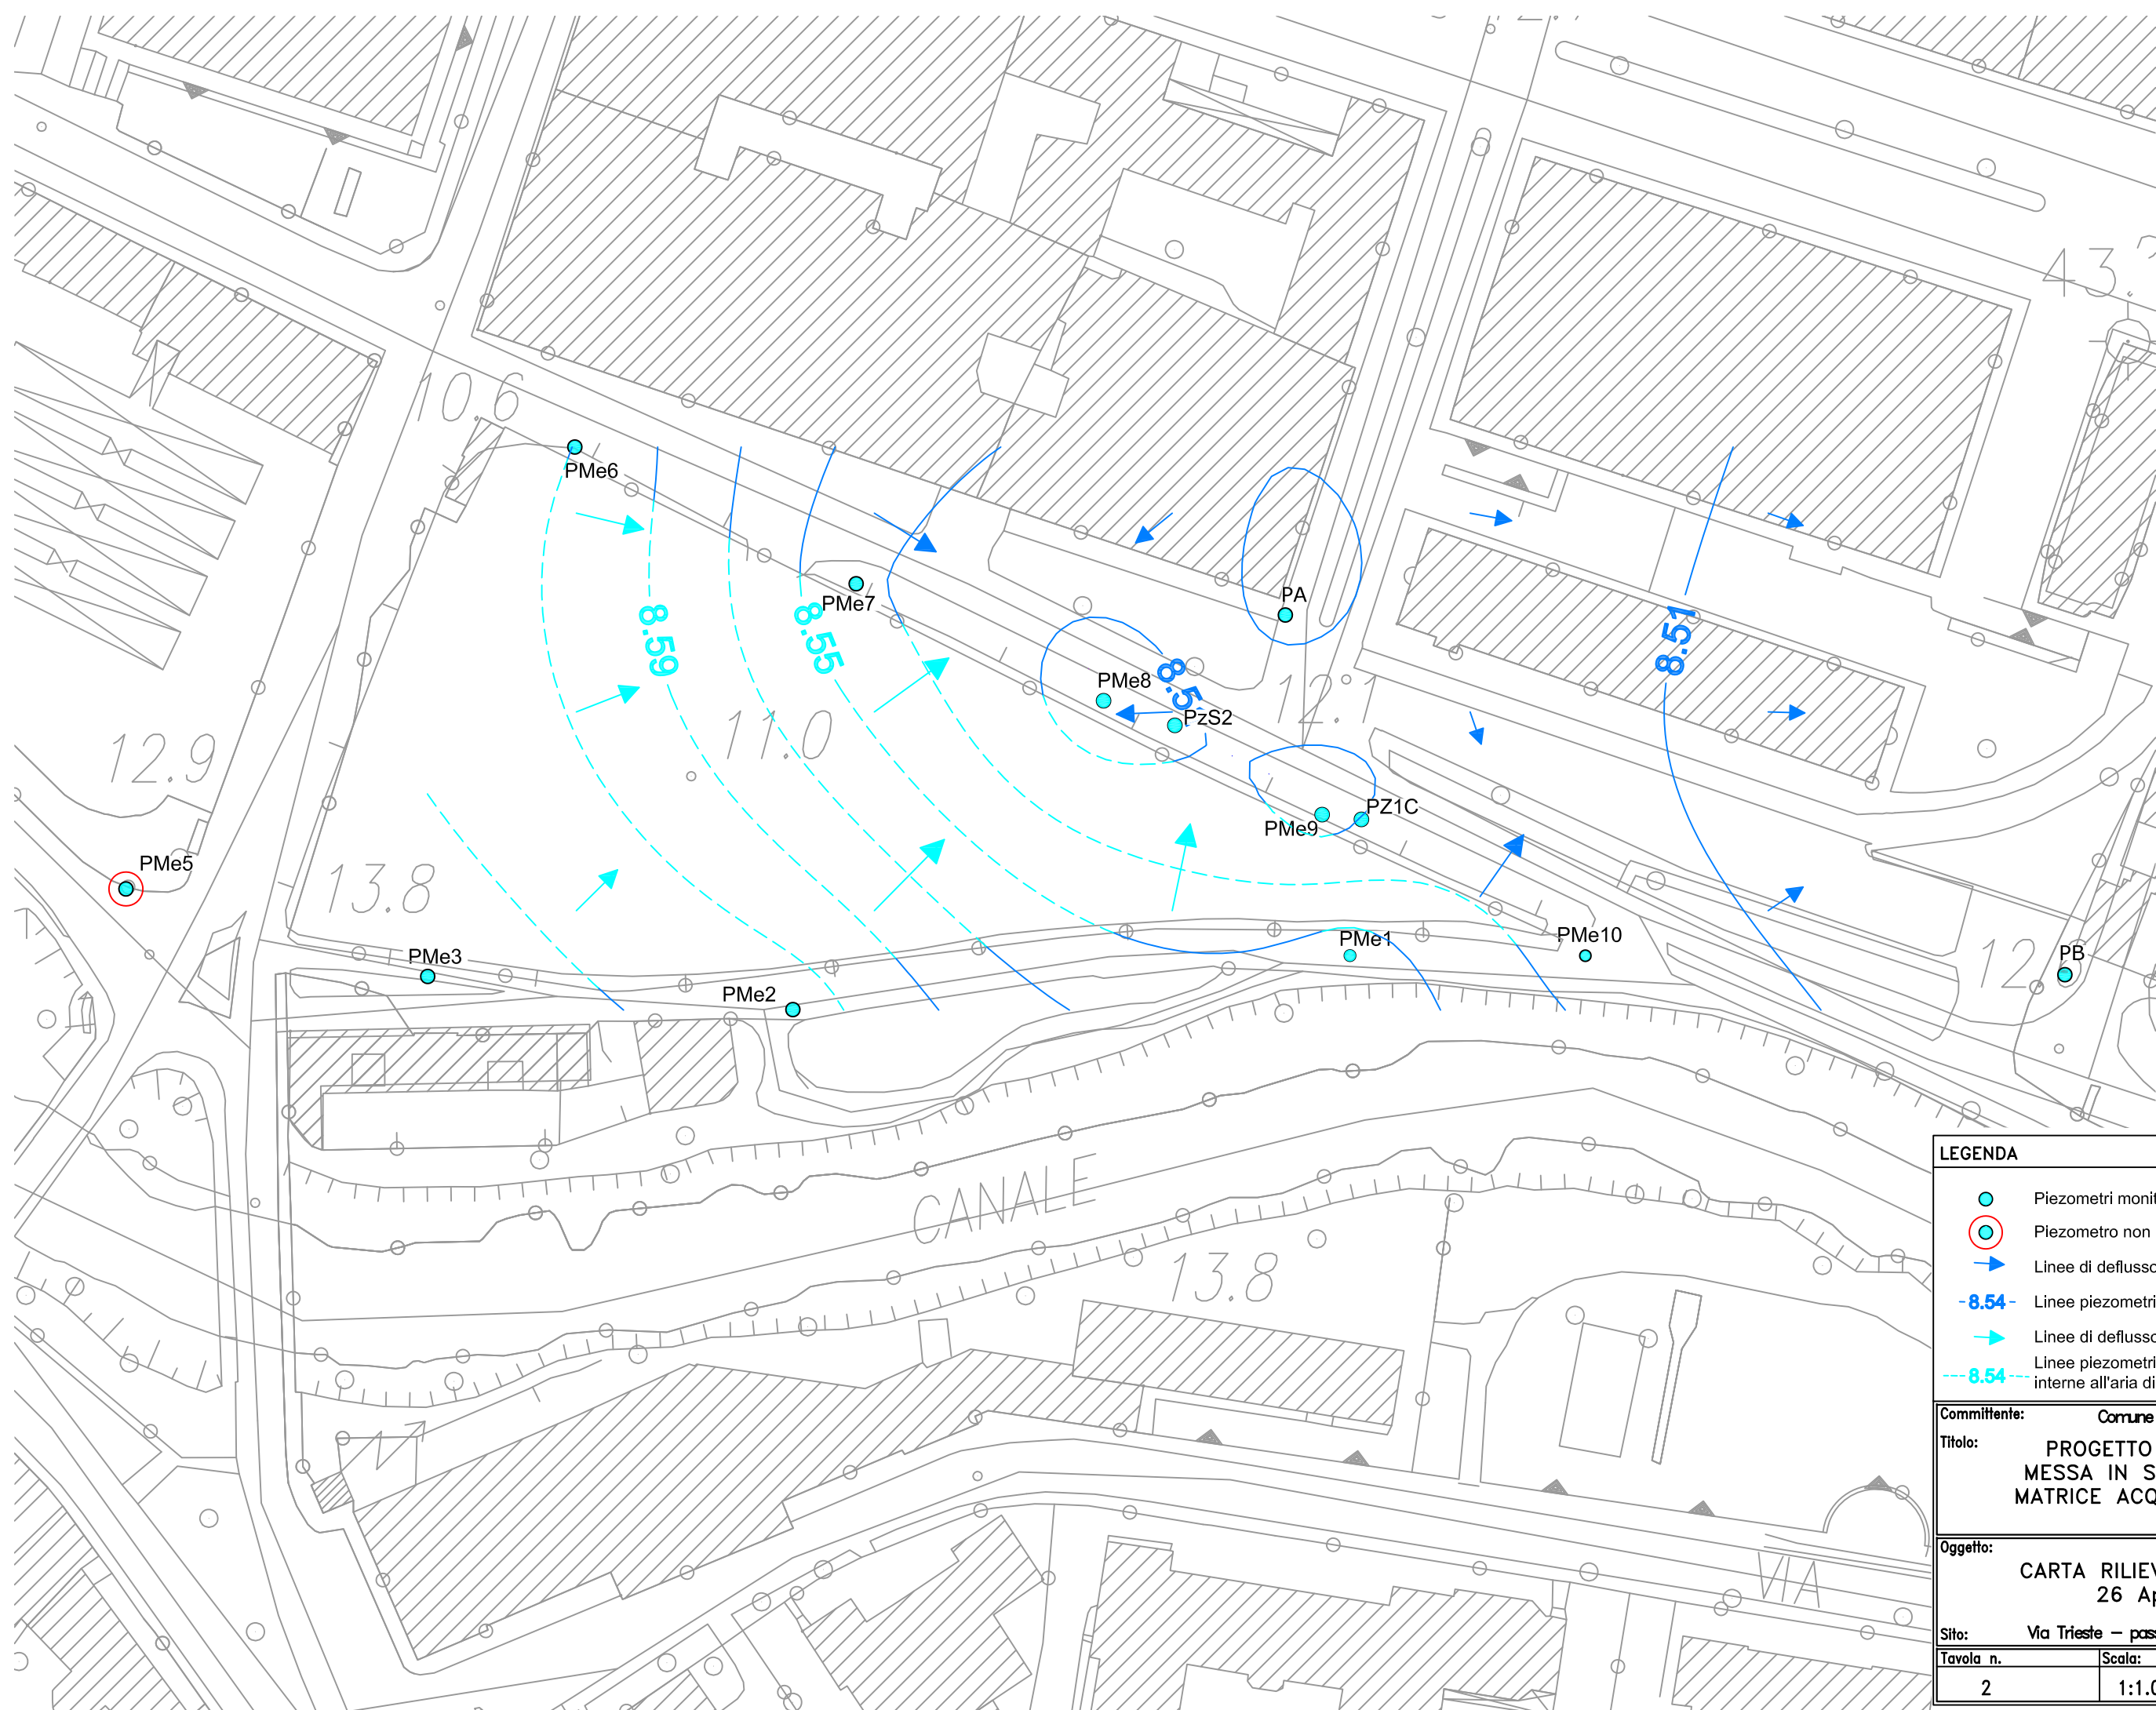 10.6
PMe6
8.59
8.55
PMe7
PA
8.51
PMe8
8.5
PzS2
12.1
11.0
12.9
PZ1C
PMe9
PMe5
13.8
PMe3
PMe1
PMe10
PB
12
PMe2
CANALE
13.8
VIA
LEGENDA
Piezometri monit
Piezometro non
Linee di deflusso
-8.54- Linee piezometri
Linee di deflusso
---8.54--- Linee piezometri
interne all'aria di
Committente: Comune
Titolo: PROGETTO
MESSA IN S
MATRICE ACQ
Oggetto:
CARTA RILIEV
26 Ap
Sito: Via Trieste – pass
Tavola n. Scala:
2 1:1.0